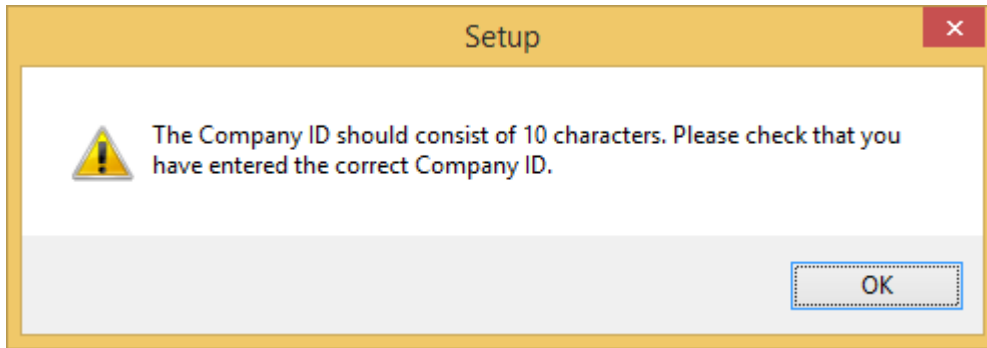 Setup
The Company ID should consist of 10 characters. Please check that you
have entered the correct Company ID.
OK